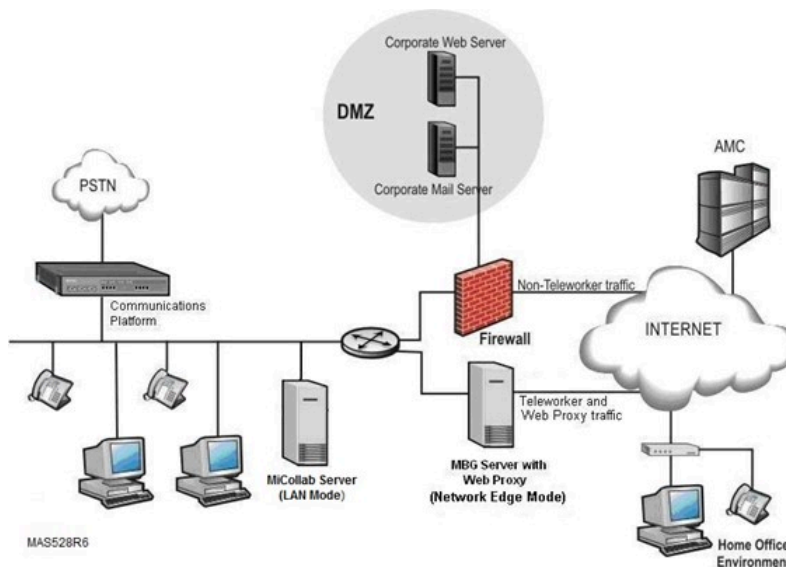 Corporate Web Server
DMZ
Corporate Mail Server
AMC
PSTN
Communications
Platform
Non-Teleworker traffic
Firewall
INTERNET
Teleworker and
Web Proxy traffic
MiCollab Server
(LAN Mode)
MBG Server with
Web Proxy
(Network Edge Mode)
Home Office
Environment
MAS528R6